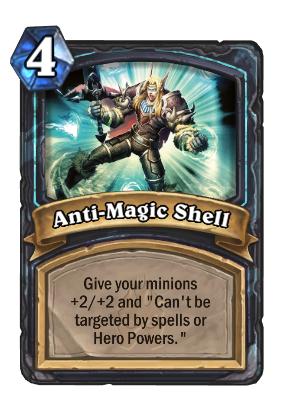 4
Anti-Magic Shell
Give your minions
+2/+2 and "Can't be
targeted by spells or
Hero Powers."